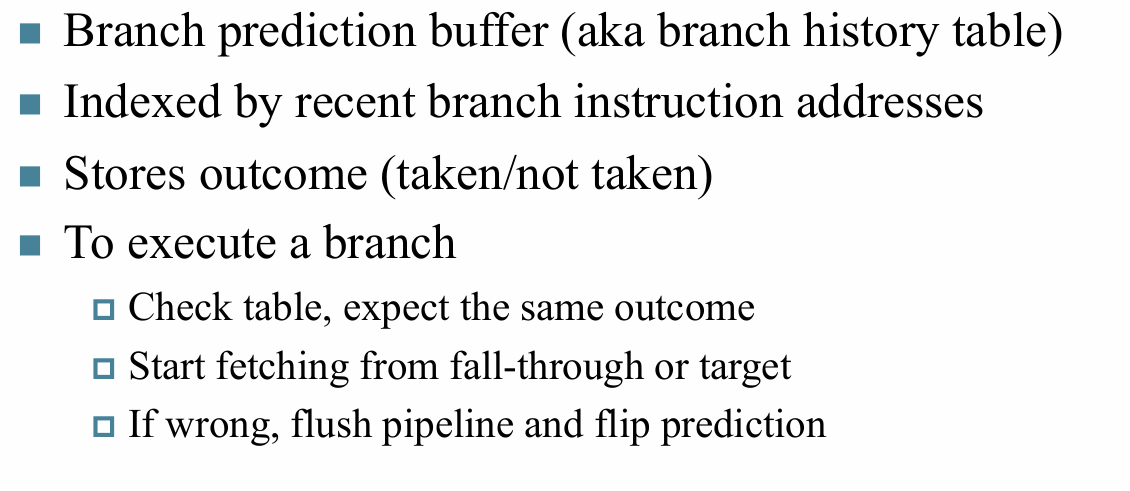 Branch prediction buffer (aka branch history table)
Indexed by recent branch instruction addresses
Stores outcome (taken/not taken)
To execute a branch
Check table, expect the same outcome
Start fetching from fall-through or target
If wrong, flush pipeline and flip prediction